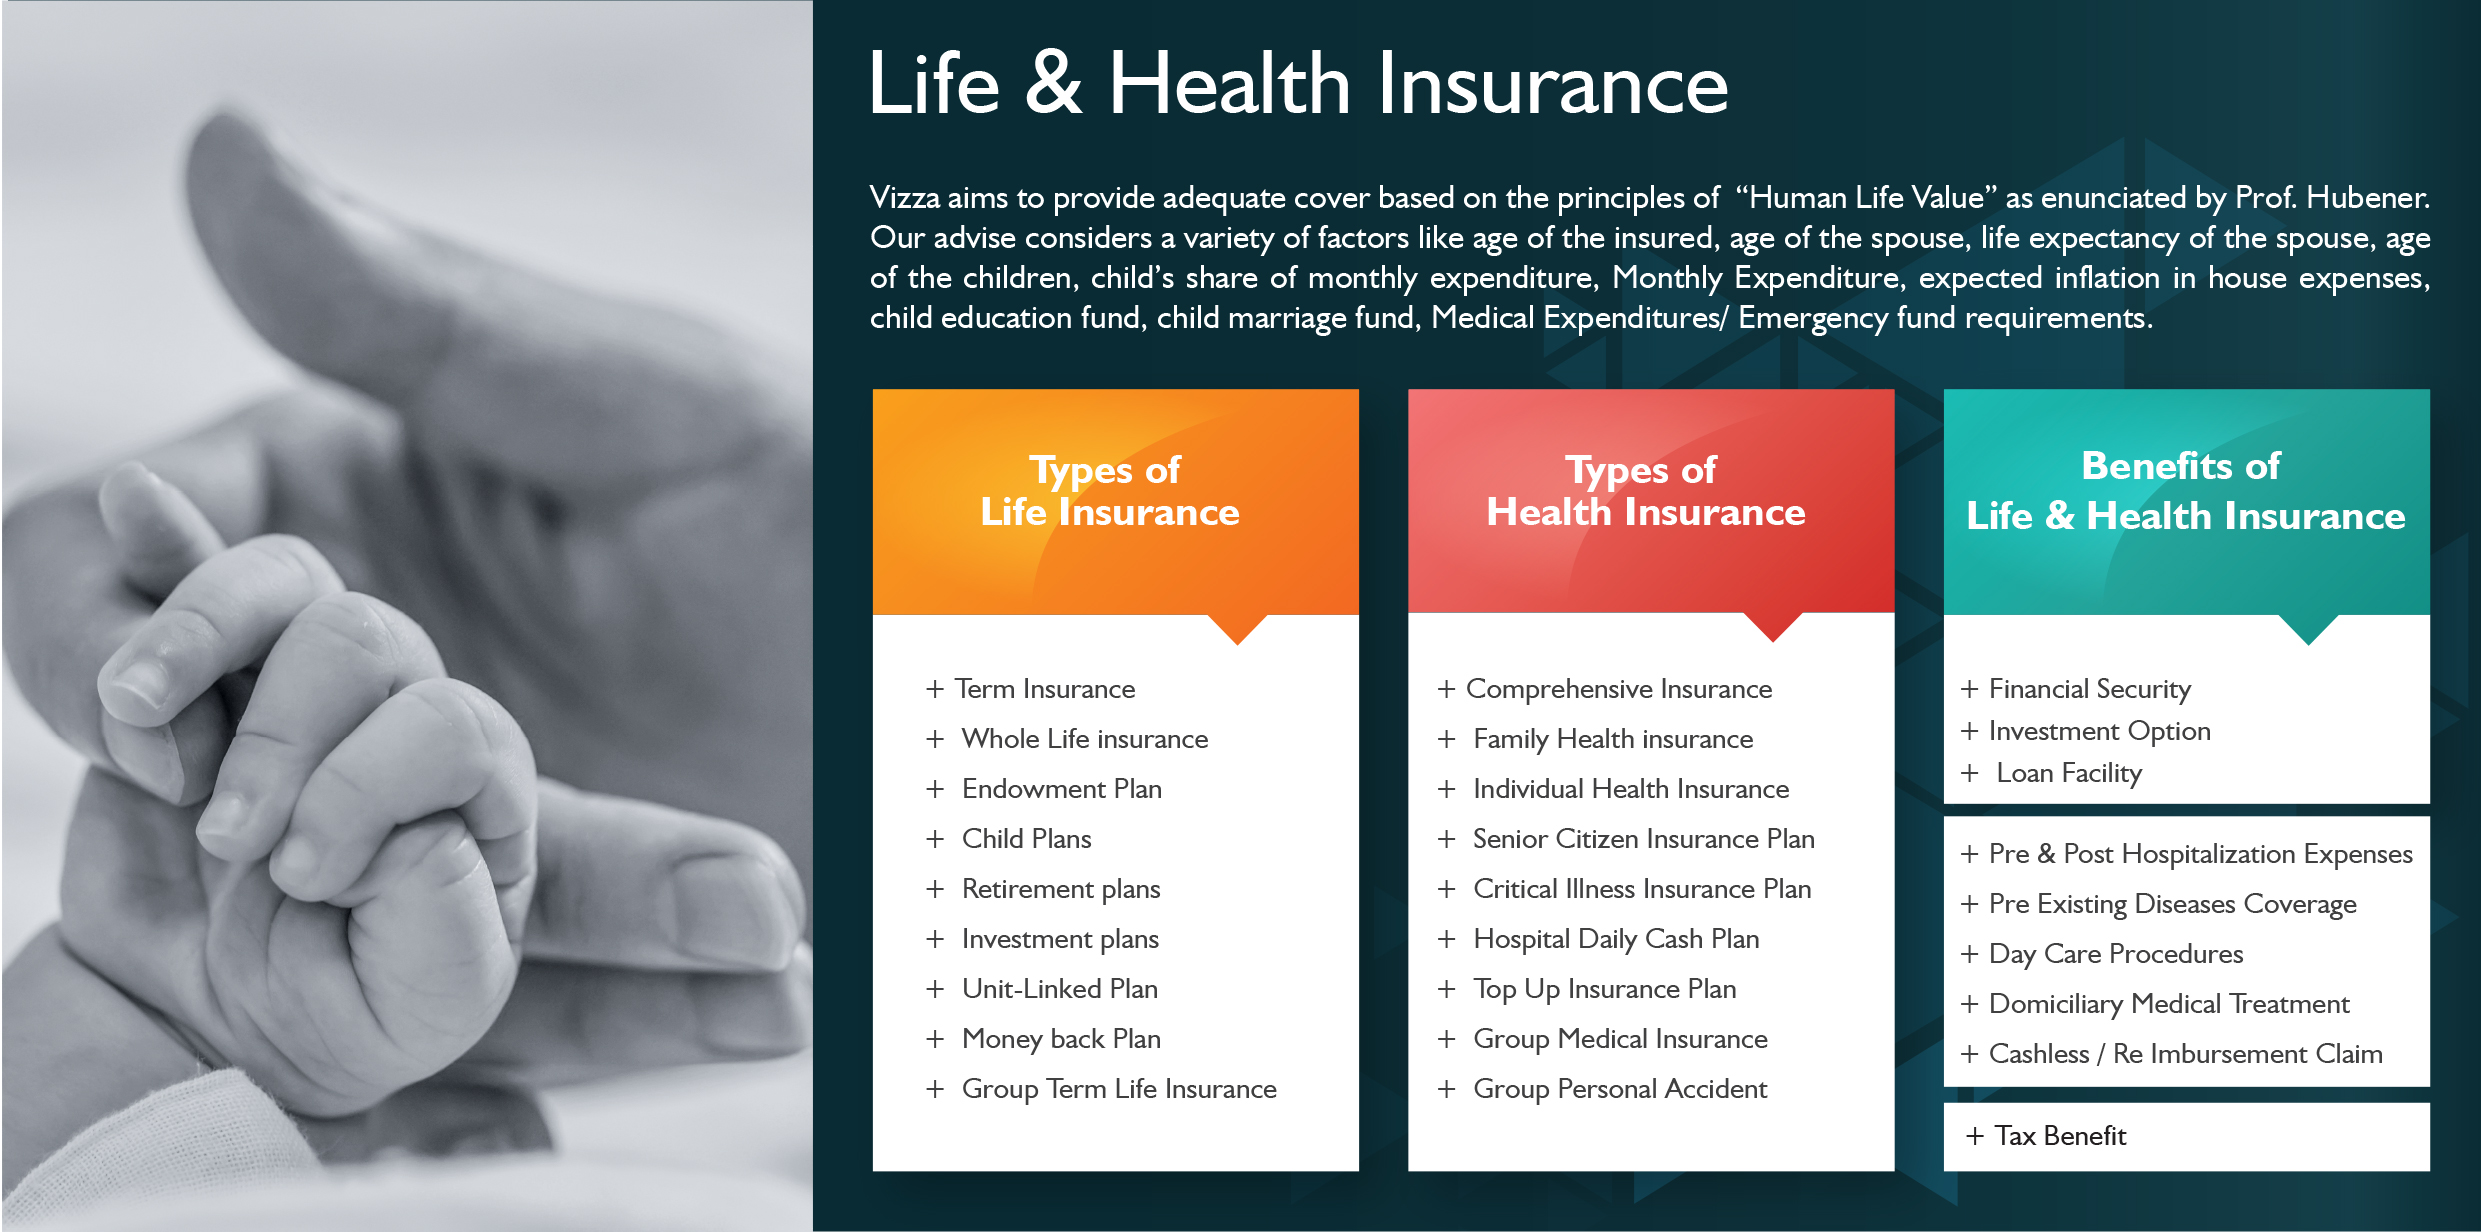 Life & Health Insurance
Vizza aims to provide adequate cover based on the principles of “Human Life Value” as enunciated by Prof. Hubener.
Our advise considers a variety of factors like age of the insured, age of the spouse, life expectancy of the spouse, age
of the children, child’s share of monthly expenditure, Monthly Expenditure, expected inflation in house expenses,
child education fund, child marriage fund, Medical Expenditures/ Emergency fund requirements.
Types of
Life Insurance
+ Term Insurance
+ Whole Life insurance
+ Endowment Plan
+ Child Plans
+ Retirement plans
+ Investment plans
+ Unit-Linked Plan
+ Money back Plan
+ Group Term Life Insurance
Types of
Health Insurance
+ Comprehensive Insurance
+ Family Health insurance
+ Individual Health Insurance
+ Senior Citizen Insurance Plan
+ Critical Illness Insurance Plan
+ Hospital Daily Cash Plan
+ Top Up Insurance Plan
+ Group Medical Insurance
+ Group Personal Accident
Benefits of
Life & Health Insurance
+ Financial Security
+ Investment Option
+ Loan Facility
+ Pre & Post Hospitalization Expenses
+ Pre Existing Diseases Coverage
+ Day Care Procedures
+ Domiciliary Medical Treatment
+ Cashless / Re Imbursement Claim
+ Tax Benefit